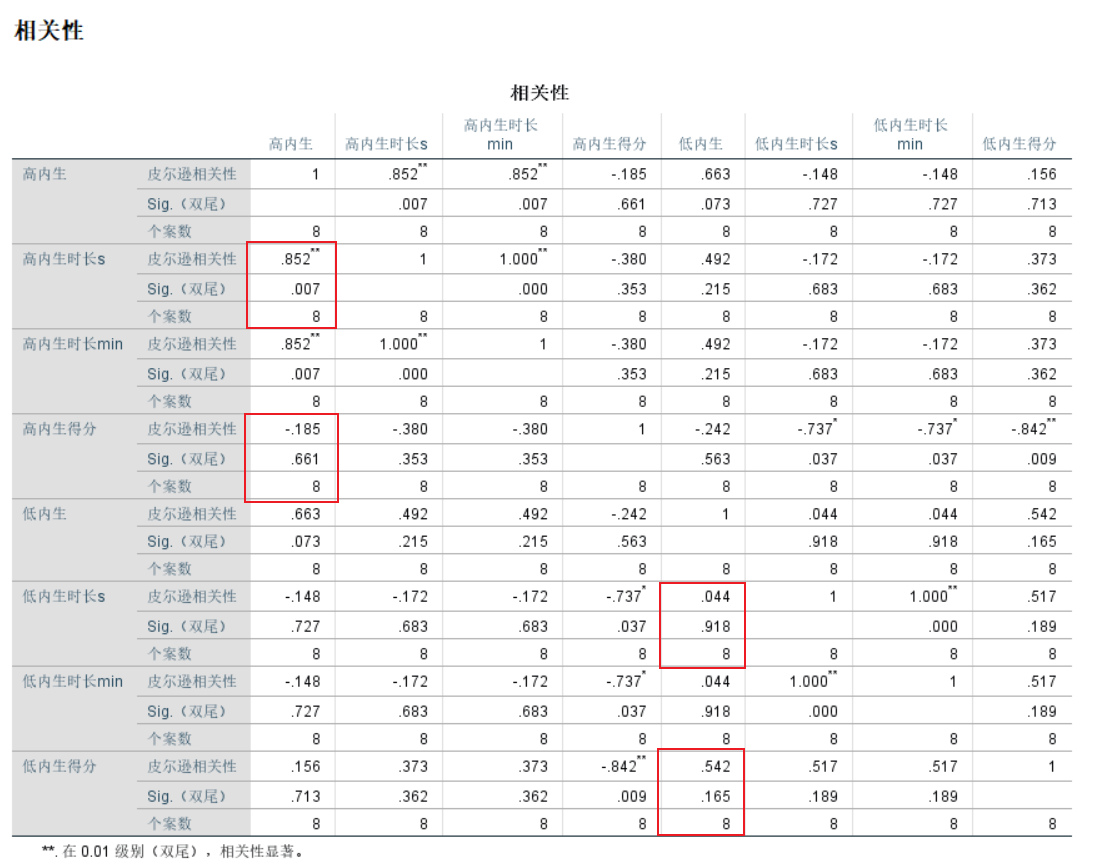 相关性
相关性
高内生 高内生时长s 高内生时长min 高内生得分 低内生 低内生时长s 低内生时长min 低内生得分
高内生 皮尔逊相关性 1 .852** .852** -.185 .663 -.148 -.148 .156
Sig.（双尾） .007 .007 .661 .073 .727 .727 .713
个案数 8 8 8 8 8 8 8 8
高内生时长s 皮尔逊相关性 .852** 1 1.000** -.380 .492 -.172 -.172 .373
Sig.（双尾） .007 .000 .353 .215 .683 .683 .362
个案数 8 8 8 8 8 8 8 8
高内生时长min 皮尔逊相关性 .852** 1.000** 1 -.380 .492 -.172 -.172 .373
Sig.（双尾） .007 .000 .353 .215 .683 .683 .362
个案数 8 8 8 8 8 8 8 8
高内生得分 皮尔逊相关性 -.185 -.380 -.380 1 -.242 -.737* -.737* -.842**
Sig.（双尾） .661 .353 .353 .563 .037 .037 .009
个案数 8 8 8 8 8 8 8 8
低内生 皮尔逊相关性 .663 .492 .492 -.242 1 .044 .044 .542
Sig.（双尾） .073 .215 .215 .563 .918 .918 .165
个案数 8 8 8 8 8 8 8 8
低内生时长s 皮尔逊相关性 -.148 -.172 -.172 -.737* .044 1 1.000** .517
Sig.（双尾） .727 .683 .683 .037 .918 .000 .189
个案数 8 8 8 8 8 8 8 8
低内生时长min 皮尔逊相关性 -.148 -.172 -.172 -.737* .044 1.000** 1 .517
Sig.（双尾） .727 .683 .683 .037 .918 .000 .189
个案数 8 8 8 8 8 8 8 8
低内生得分 皮尔逊相关性 .156 .373 .373 -.842** .542 .517 .517 1
Sig.（双尾） .713 .362 .362 .009 .165 .189 .189
个案数 8 8 8 8 8 8 8 8
**. 在 0.01 级别（双尾），相关性显著。